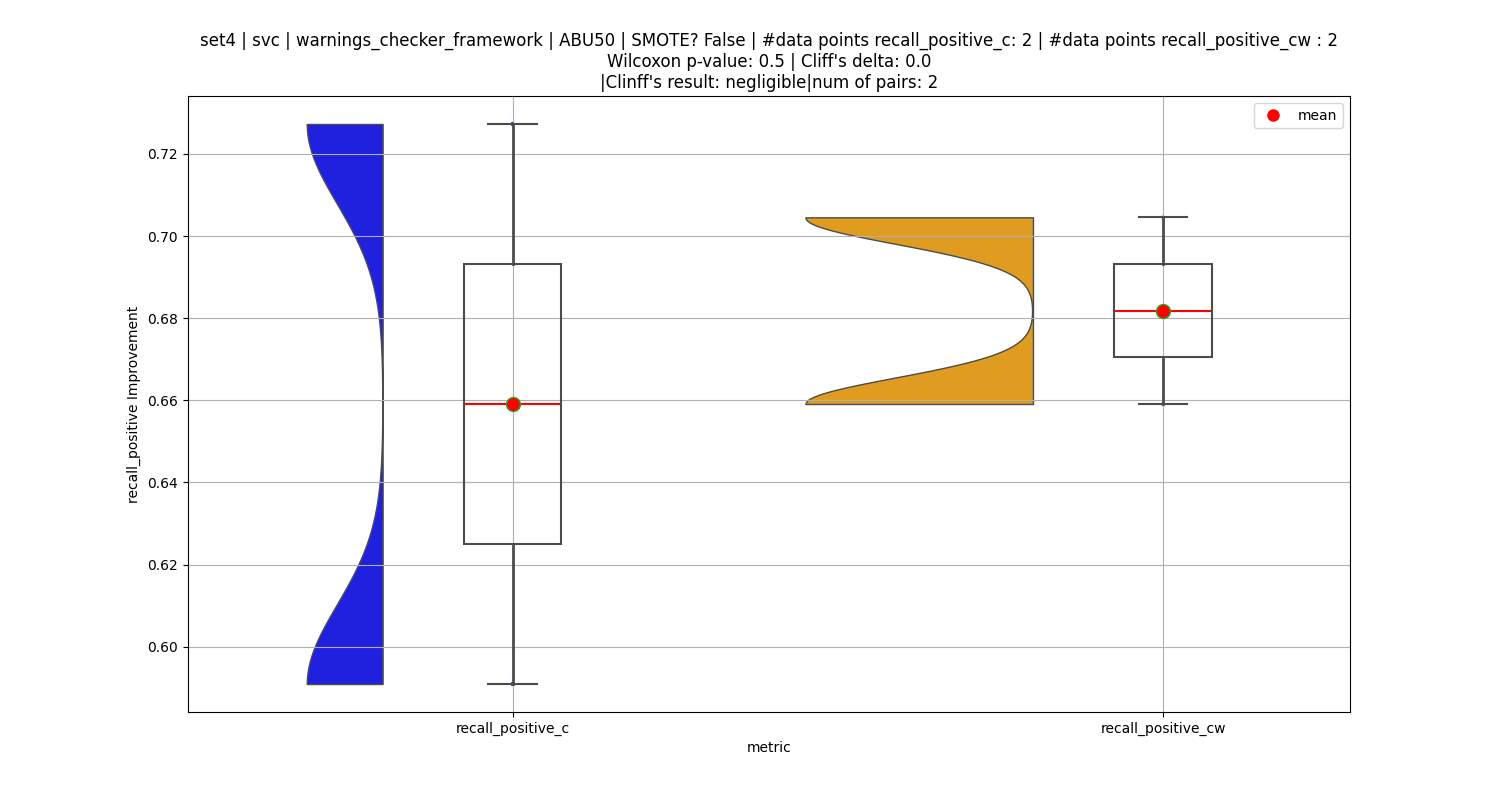 set4 | svc | warnings_checker_framework | ABU50 | SMOTE? False | #data points recall_positive_c: 2 | #data points recall_positive_cw : 2
Wilcoxon p-value: 0.5 | Cliff's delta: 0.0
|Clinff's result: negligible|num of pairs: 2
mean
0.72
0.70
0.68
0.66
0.64
0.62
0.60
recall_positive Improvement
recall_positive_c
recall_positive_cw
metric